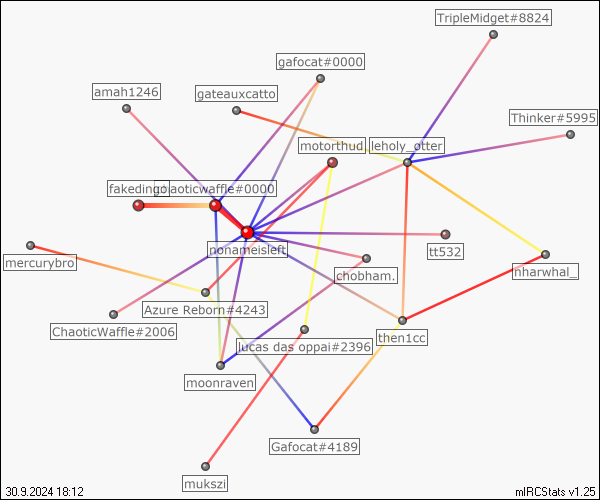 TripleMidget#8824
gafocat#0000
amah1246
gateauxcatto
Thinker#5995
motorthud
leholy_otter
chaoticwaffle#0000
nonameisleft
tt532
mercurybro
chobham.
nharwhal_
Azure Reborn#4243
ChaoticWaffle#2006
then1cc
lucas das oppai#2396
moonraven
Gafocat#4189
mukszi
30.9.2024 18:12
mIRCStats v1.25